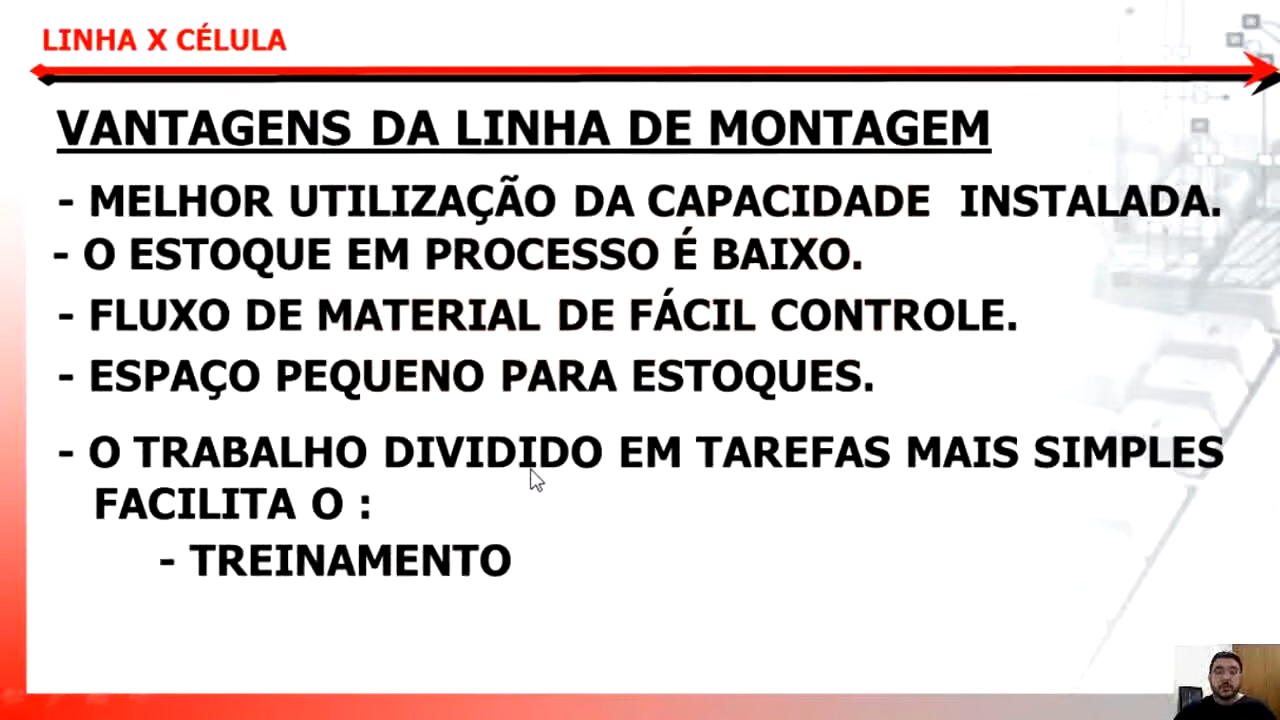 LINHA X CÉLULA
VANTAGENS DA LINHA DE MONTAGEM
- MELHOR UTILIZAÇÃO DA CAPACIDADE INSTALADA.
- O ESTOQUE EM PROCESSO É BAIXO.
- FLUXO DE MATERIAL DE FÁCIL CONTROLE.
- ESPAÇO PEQUENO PARA ESTOQUES.
- O TRABALHO DIVIDIDO EM TAREFAS MAIS SIMPLES
FACILITA O :
- TREINAMENTO